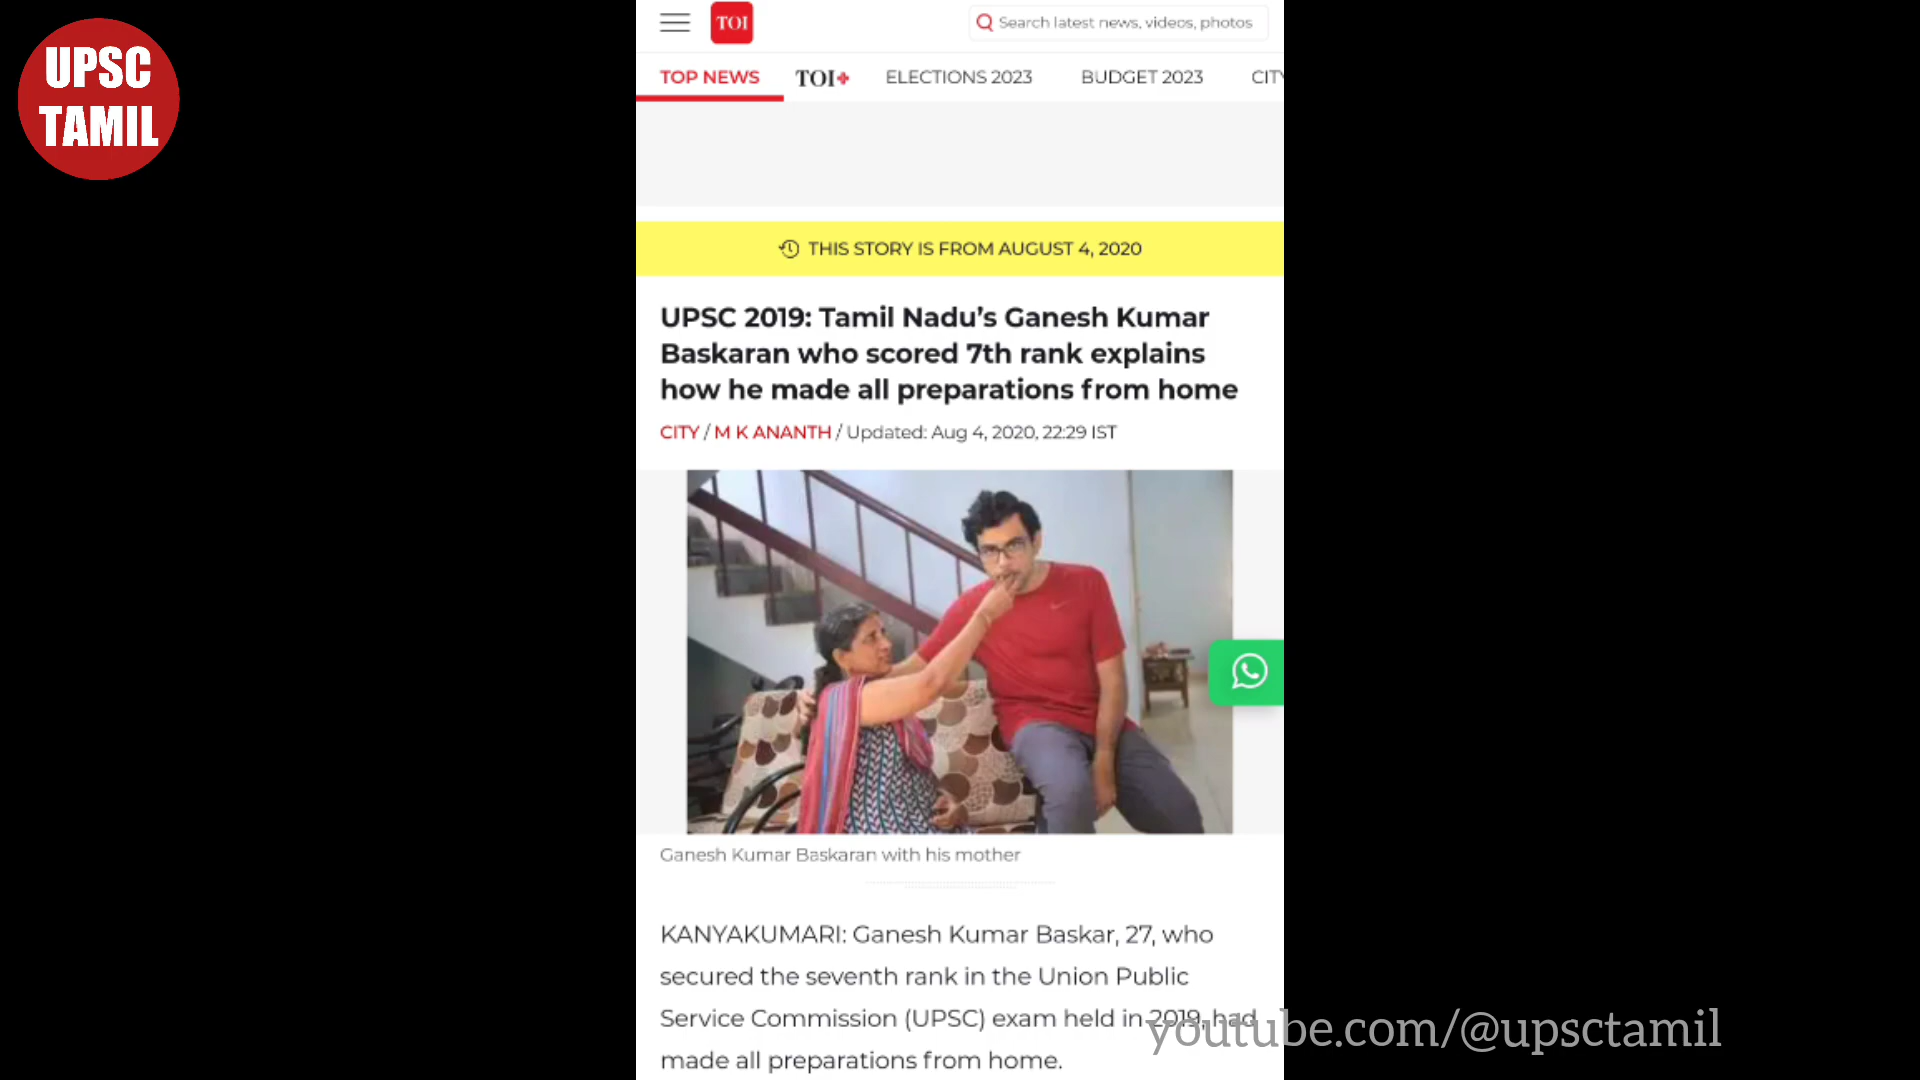 UPSC
TAMIL
TOI
Search latest news, videos, photos
TOP NEWS TOI+ ELECTIONS 2023 BUDGET 2023 CITY
THIS STORY IS FROM AUGUST 4, 2020
UPSC 2019: Tamil Nadu's Ganesh Kumar
Baskaran who scored 7th rank explains
how he made all preparations from home
CITY / M K ANANTH / Updated: Aug 4, 2020, 22:29 IST
Ganesh Kumar Baskaran with his mother
KANYAKUMARI: Ganesh Kumar Baskar, 27, who
secured the seventh rank in the Union Public
Service Commission (UPSC) exam held in 2019, had
made all preparations from home.
youtube.com/@upsctamil